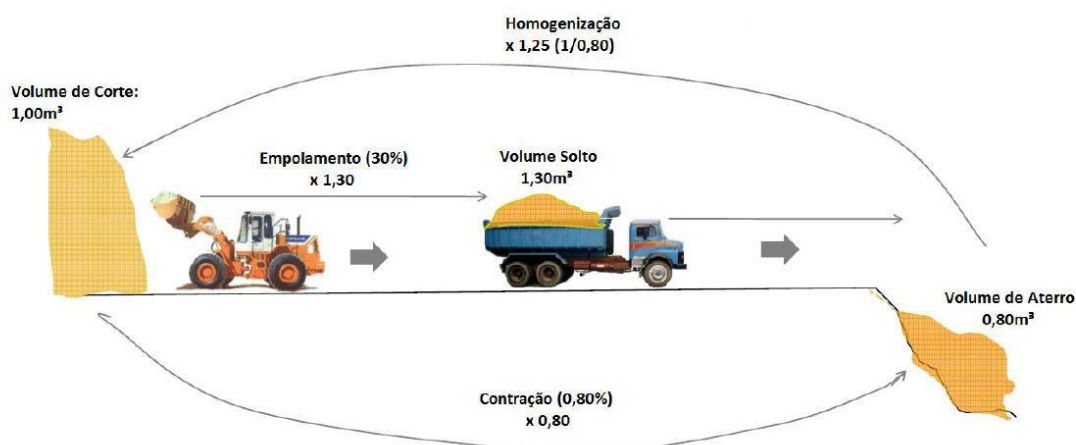 Homogenização
x 1,25 (1/0,80)
Volume de Corte:
1,00m³
Empolamento (30%)
x 1,30
Volume Solto
1,30m³
Volume de Aterro
0,80m³
Contração (0,80%)
x 0,80